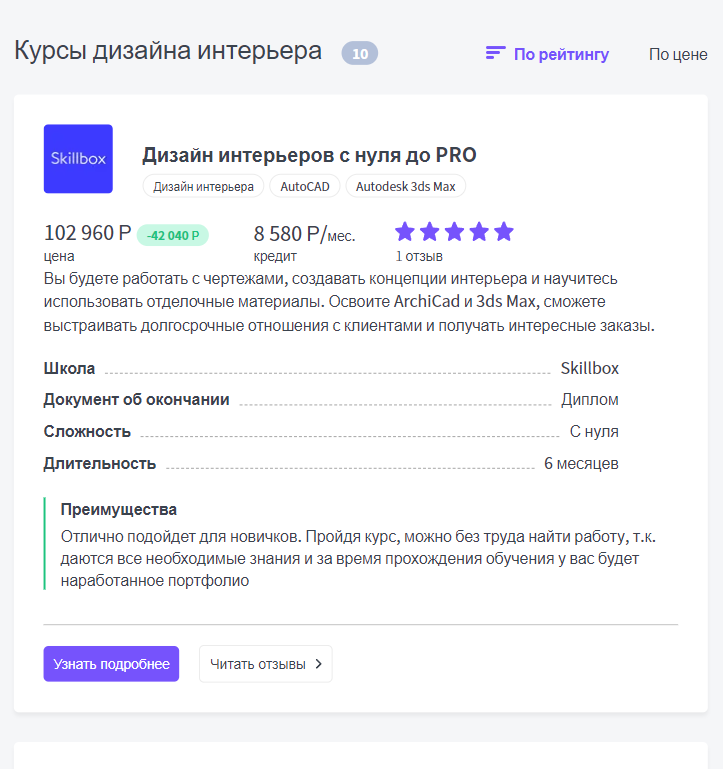 Курсы дизайна интерьера 10 По рейтингу По цене
Skillbox
Дизайн интерьеров с нуля до PRO
Дизайн интерьера AutoCAD Autodesk 3ds Max
102 960 Р -42 040 Р 8 580 Р/мес.
цена кредит 1 отзыв
Вы будете работать с чертежами, создавать концепции интерьера и научитесь
использовать отделочные материалы. Освоите ArchiCad и 3ds Max, сможете
выстраивать долгосрочные отношения с клиентами и получать интересные заказы.
Школа Skillbox
Документ об окончании Диплом
Сложность С нуля
Длительность 6 месяцев
Преимущества
Отлично подойдет для новичков. Пройдя курс, можно без труда найти работу, т.к.
даются все необходимые знания и за время прохождения обучения у вас будет
наработанное портфолио
Узнать подробнее Читать отзывы